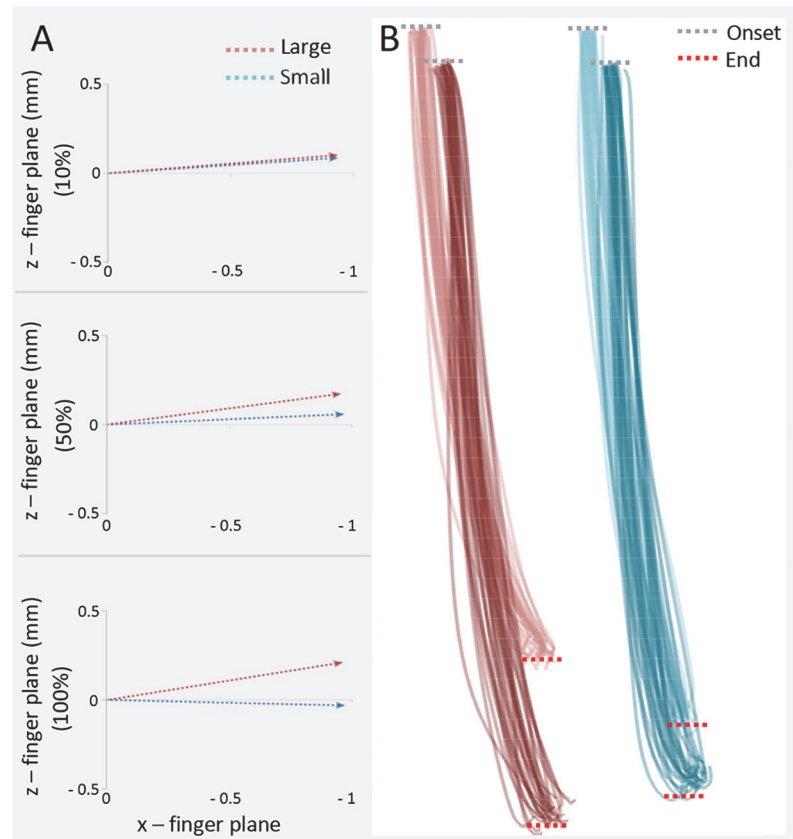 A
Large
Small
z – finger plane (mm)
(10%)
0.5
0
- 0.5
0
- 0.5
- 1
z – finger plane (mm)
(50%)
0.5
0
- 0.5
0
- 0.5
- 1
z – finger plane (mm)
(100%)
0.5
0
- 0.5
0
- 0.5
- 1
x – finger plane
B
Onset
End